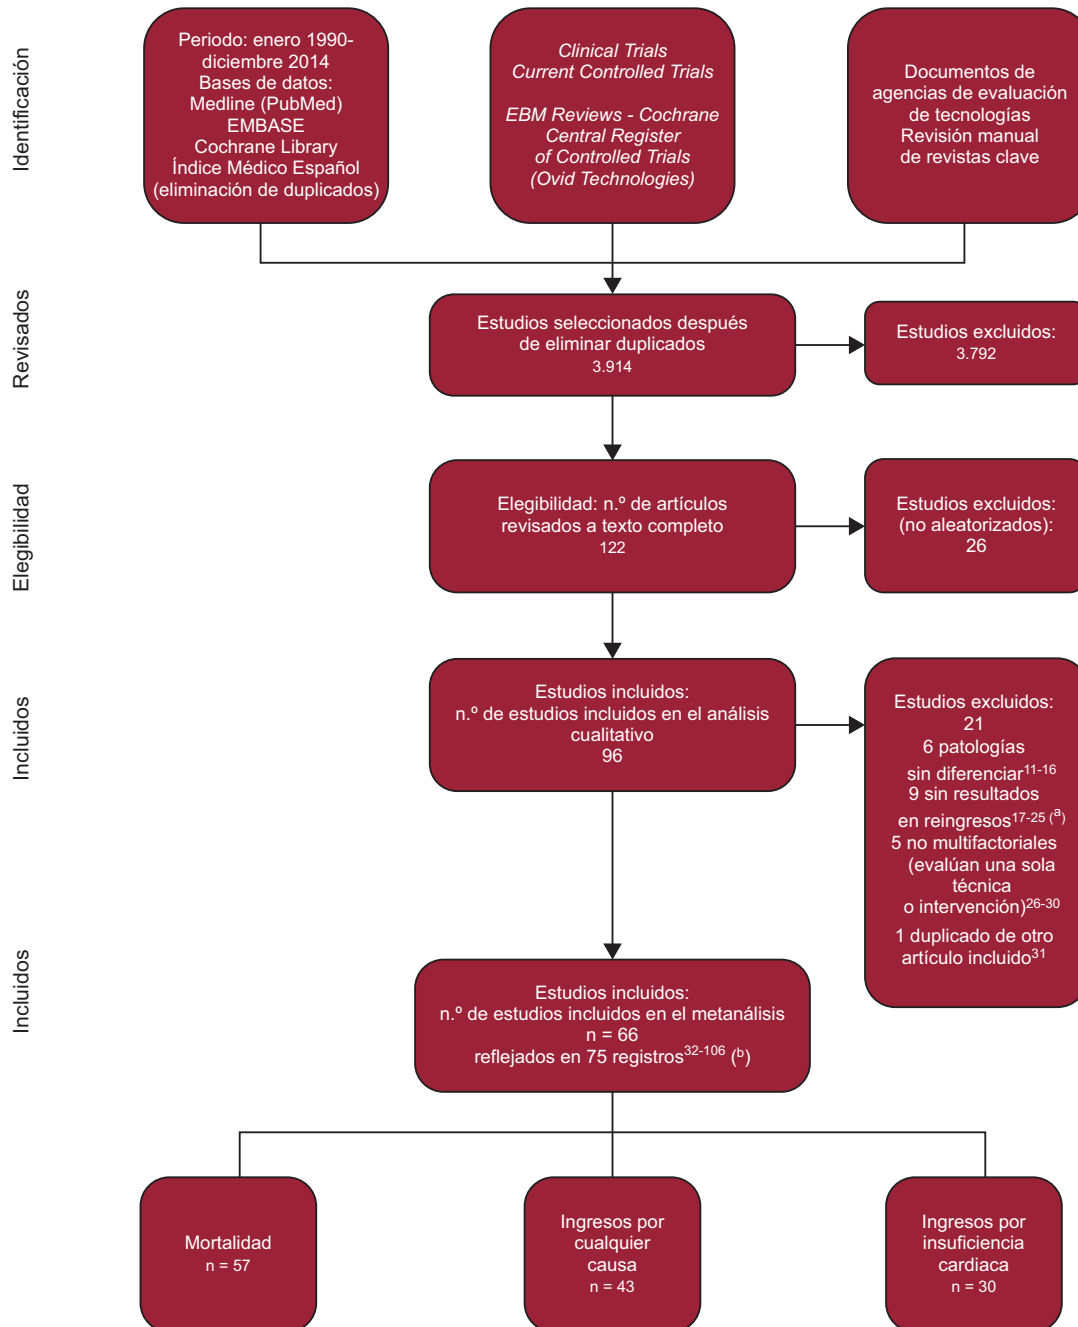 Identificación
Periodo: enero 1990-
diciembre 2014
Bases de datos:
Medline (PubMed)
EMBASE
Cochrane Library
Índice Médico Español
(eliminación de duplicados)
Clinical Trials
Current Controlled Trials
EBM Reviews - Cochrane
Central Register
of Controlled Trials
(Ovid Technologies)
Documentos de
agencias de evaluación
de tecnologías
Revisión manual
de revistas clave
Revisados
Estudios seleccionados después
de eliminar duplicados
3.914
Estudios excluidos:
3.792
Elegibilidad
Elegibilidad: n.º de artículos
revisados a texto completo
122
Estudios excluidos:
(no aleatorizados):
26
Incluidos
Estudios incluidos:
n.º de estudios incluidos en el análisis
cualitativo
96
Estudios excluidos:
21
6 patologías
sin diferenciar11-16
9 sin resultados
en reingresos17-25 (a)
5 no multifactoriales
(evalúan una sola
técnica
o intervención)26-30
1 duplicado de otro
artículo incluido31
Incluidos
Estudios incluidos:
n.º de estudios incluidos en el metanálisis
n = 66
reflejados en 75 registros32-106 (b)
Mortalidad
n = 57
Ingresos por
cualquier
causa
n = 43
Ingresos por
insuficiencia
cardiaca
n = 30